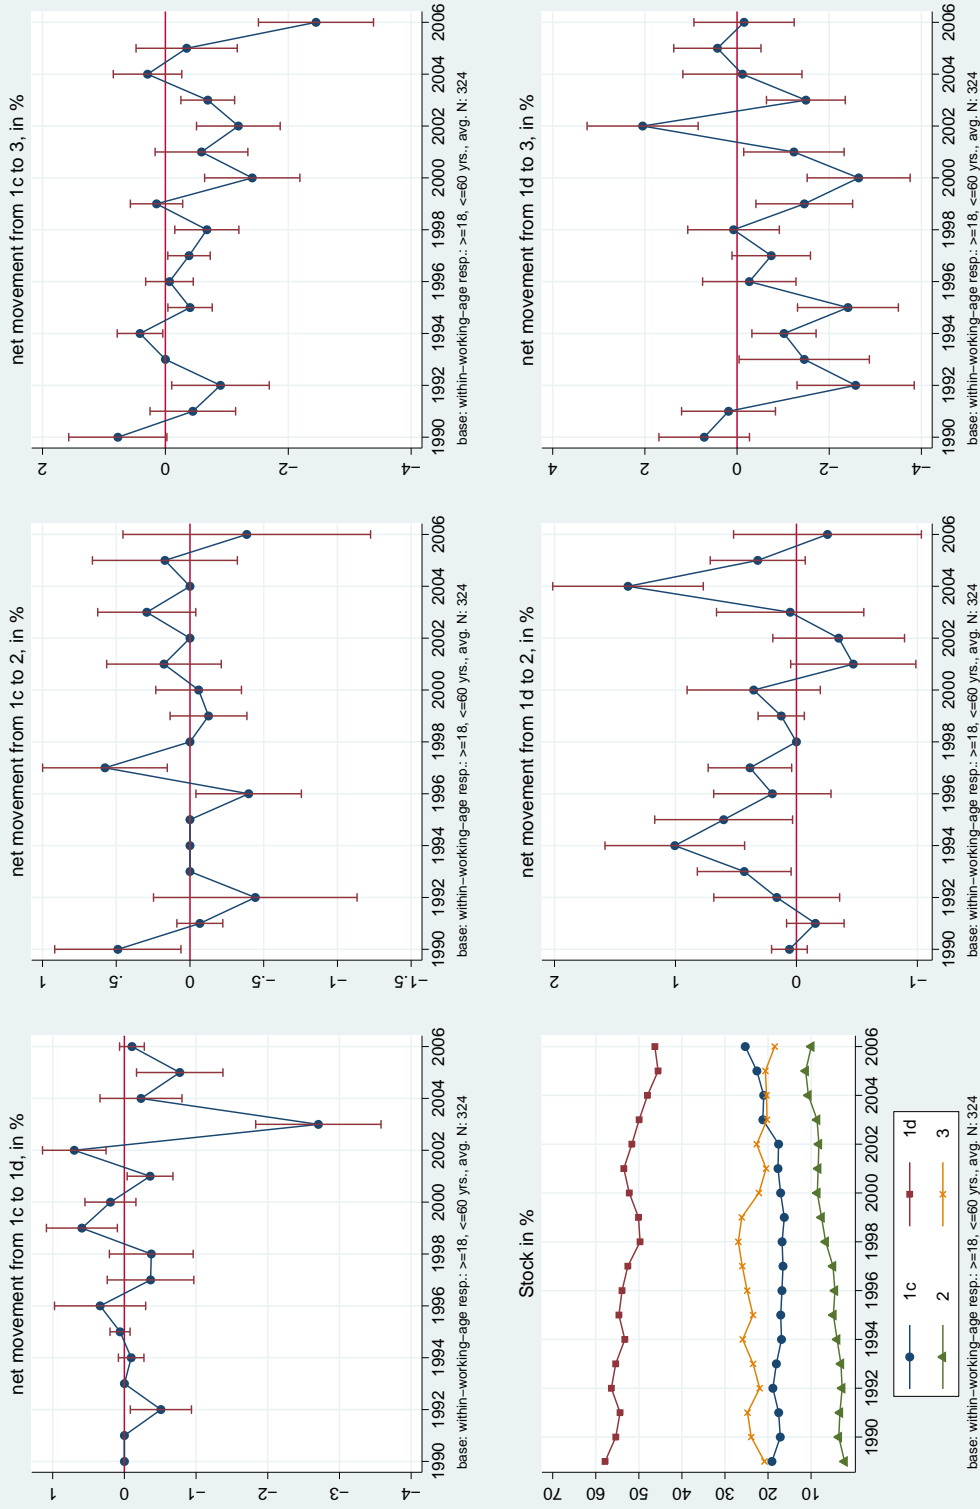 net movement from 1c to 1d, in %
1
0
−1
−2
−3
−4
1990 1992 1994 1996 1998 2000 2002 2004 2006
base: within−working−age resp.: >=18, <=60 yrs., avg. N: 324
net movement from 1c to 2, in %
1
.5
0
−.5
−1
−1.5
1990 1992 1994 1996 1998 2000 2002 2004 2006
base: within−working−age resp.: >=18, <=60 yrs., avg. N: 324
net movement from 1c to 3, in %
2
0
−2
−4
1990 1992 1994 1996 1998 2000 2002 2004 2006
base: within−working−age resp.: >=18, <=60 yrs., avg. N: 324
Stock in %
70
60
50
40
30
20
10
1990 1992 1994 1996 1998 2000 2002 2004 2006
1c 1d
2 3
base: within−working−age resp.: >=18, <=60 yrs., avg. N: 324
net movement from 1d to 2, in %
2
1
0
−1
1990 1992 1994 1996 1998 2000 2002 2004 2006
base: within−working−age resp.: >=18, <=60 yrs., avg. N: 324
net movement from 1d to 3, in %
4
2
0
−2
−4
1990 1992 1994 1996 1998 2000 2002 2004 2006
base: within−working−age resp.: >=18, <=60 yrs., avg. N: 324